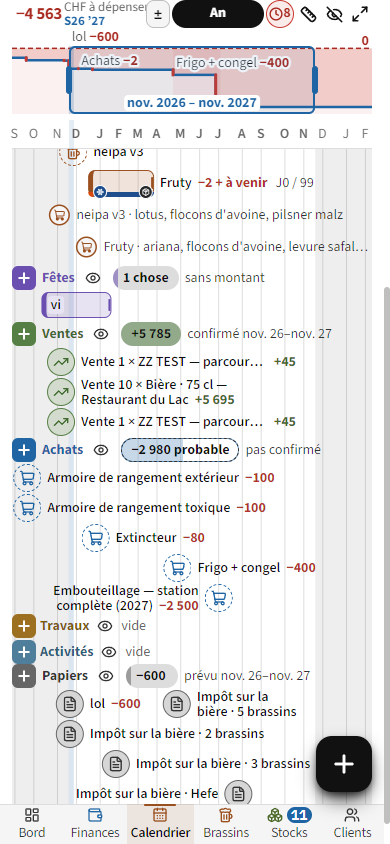 −4 563 CHF à dépenser
S26 ’27
±
An
8
lol −600
0
Achats −2
Frigo + congel −400
nov. 2026 – nov. 2027
S O N D J F M A M J J A S O N D J F
neipa v3
Fruty −2 + à venir J0 / 99
neipa v3 · lotus, flocons d'avoine, pilsner malz
Fruty · ariana, flocons d'avoine, levure safal…
Fêtes 1 chose sans montant
vi
Ventes +5 785 confirmé nov. 26–nov. 27
Vente 1 × ZZ TEST — parcour… +45
Vente 10 × Bière · 75 cl —
Restaurant du Lac +5 695
Vente 1 × ZZ TEST — parcour… +45
Achats −2 980 probable pas confirmé
Armoire de rangement extérieur −100
Armoire de rangement toxique −100
Extincteur −80
Frigo + congel −400
Embouteillage — station
complète (2027) −2 500
Travaux vide
Activités vide
Papiers −600 prévu nov. 26–nov. 27
lol −600
Impôt sur la
bière · 5 brassins
Impôt sur la bière · 2 brassins
Impôt sur la bière · 3 brassins
Impôt sur la bière · Hefe
Bord Finances Calendrier Brassins Stocks 11 Clients